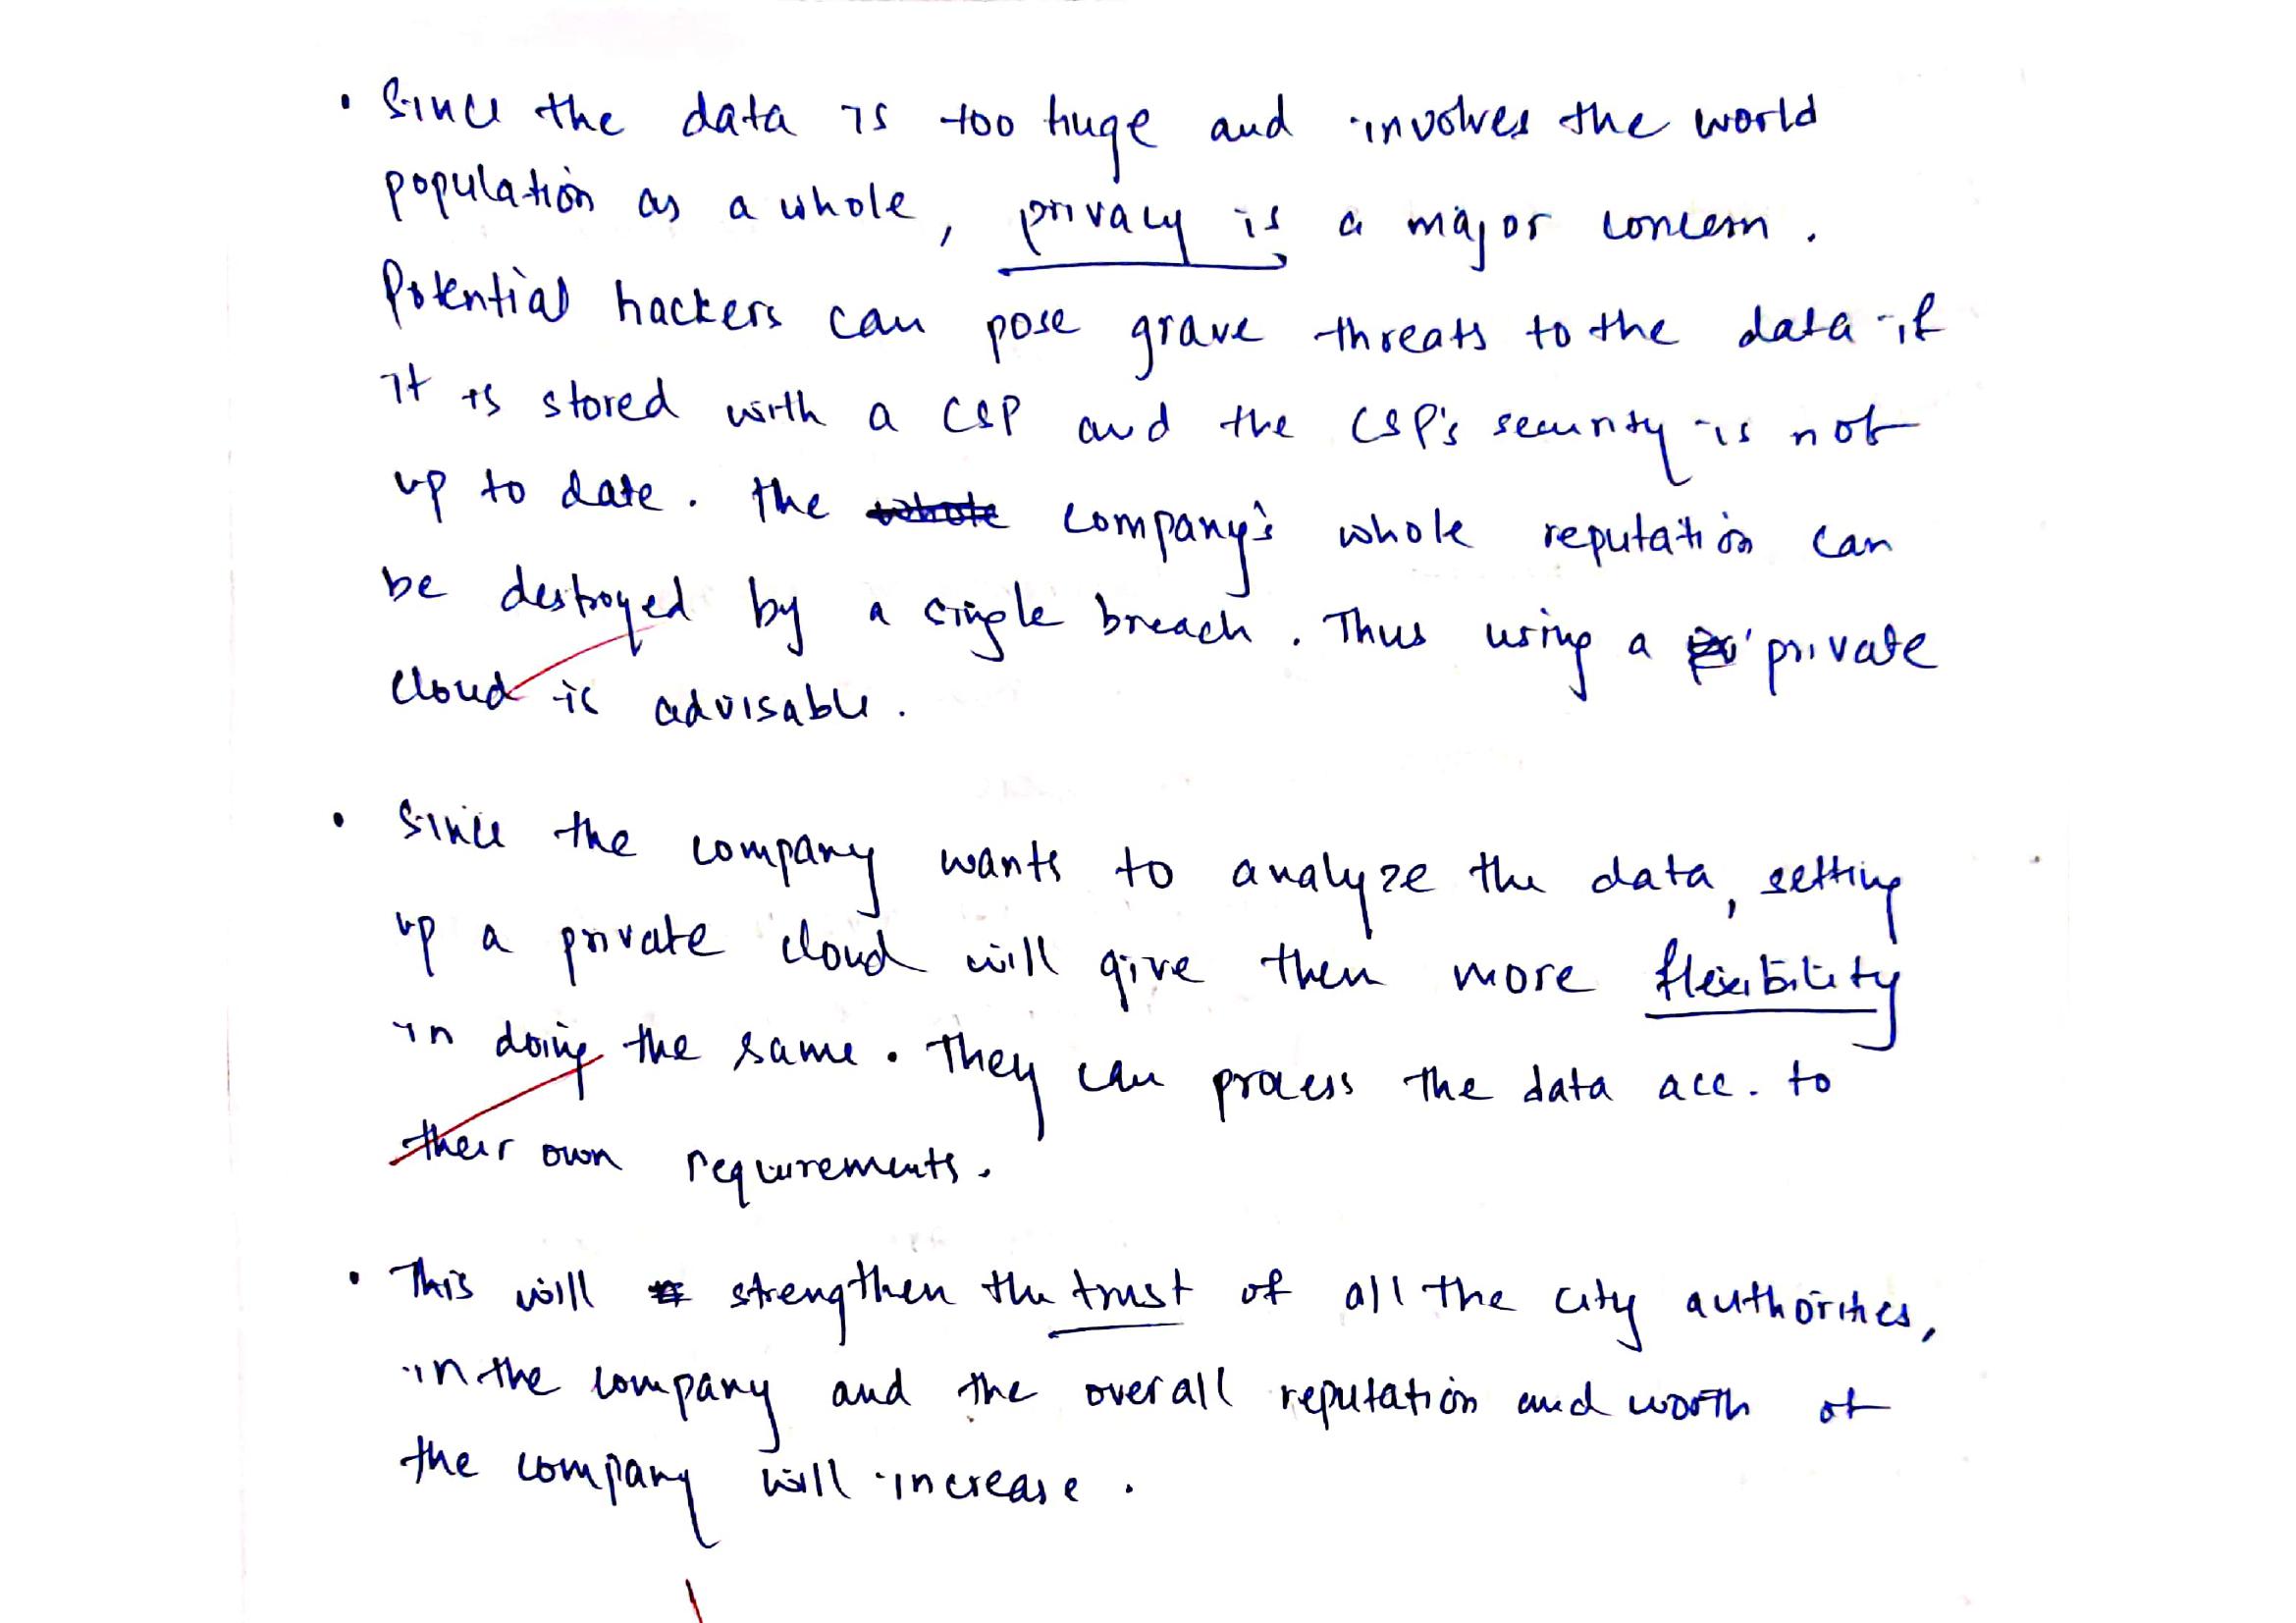 • Since the data is too huge and involves the world
population as a whole, privacy is a major concern.
Potential hackers can pose grave threats to the data if
it is stored with a CSP and the CSP's security is not
up to date. The whole company's whole reputation can
be destroyed by a single breach. Thus using a private
cloud is advisable.
• Since the company wants to analyze the data, setting
up a private cloud will give them more flexibility
in doing the same. They can process the data acc. to
their own requirements.
• This will strengthen the trust of all the city authorities,
in the company and the overall reputation and worth of
the company will increase.